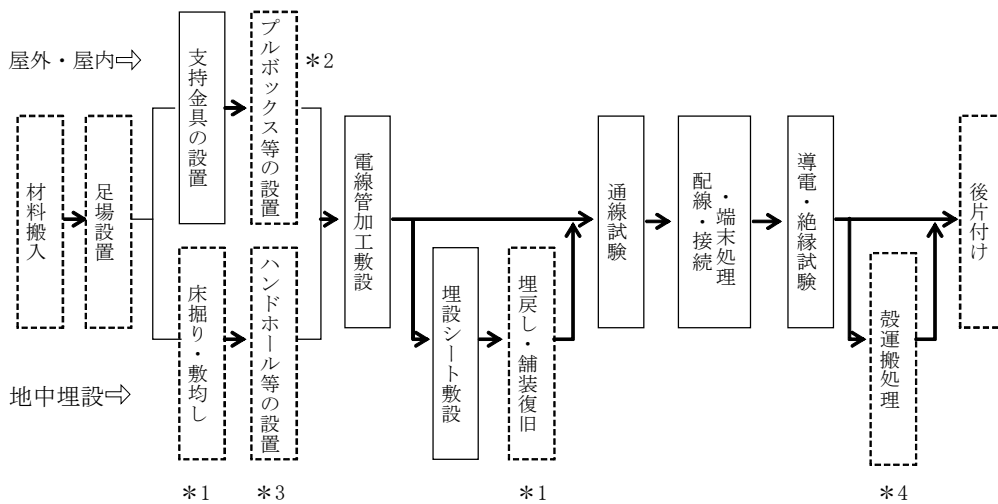 屋外・屋内⇨
材料搬入
足場設置
支持金具の設置
プルボックス等の設置
*2
床掘り・敷均し
ハンドホール等の設置
電線管加工敷設
埋設シート敷設
埋戻し・舗装復旧
通線試験
配線・接続
・端末処理
導電・絶縁試験
殻運搬処理
後片付け
地中埋設⇨
*1
*3
*1
*4